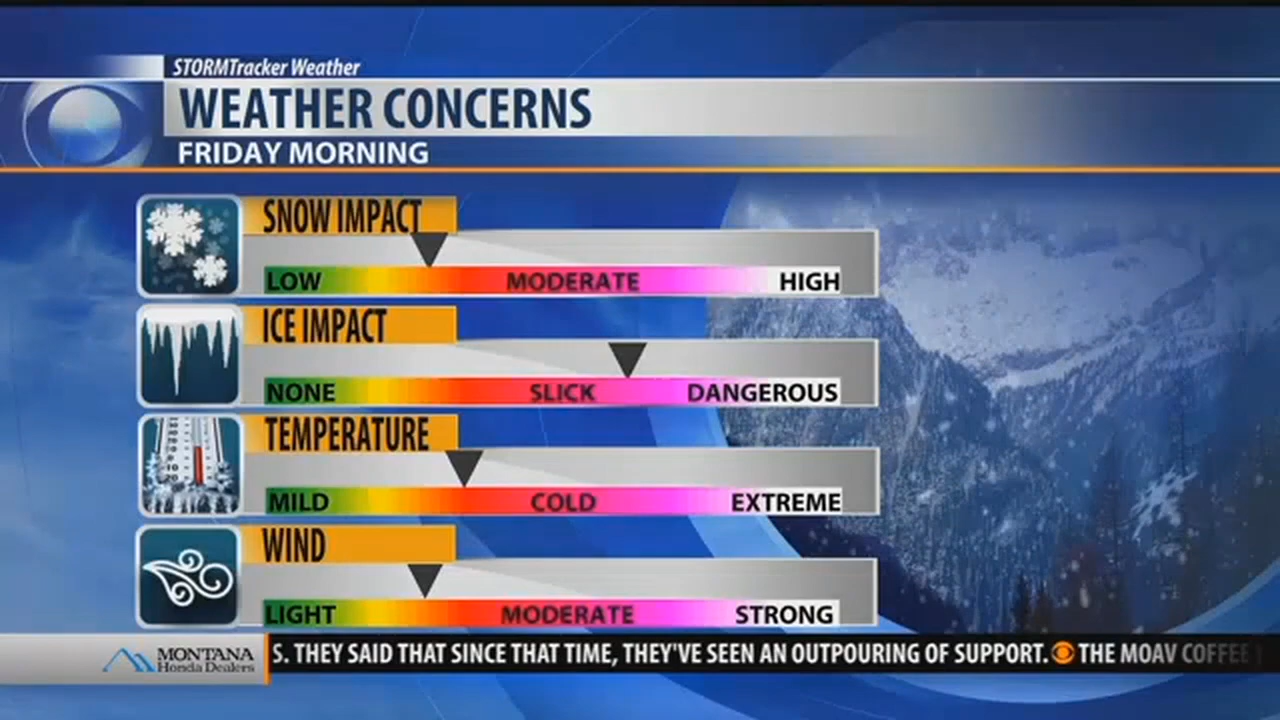 STORMTracker Weather
WEATHER CONCERNS
FRIDAY MORNING
SNOW IMPACT
LOW MODERATE HIGH
ICE IMPACT
NONE SLICK DANGEROUS
TEMPERATURE
MILD COLD EXTREME
WIND
LIGHT MODERATE STRONG
MONTANA
Honda Dealers
S. THEY SAID THAT SINCE THAT TIME, THEY'VE SEEN AN OUTPOURING OF SUPPORT. THE MOAV COFFEE